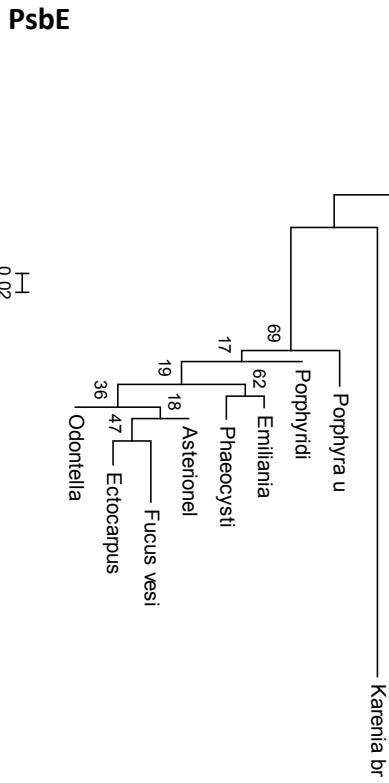 PsbE
0.02
69
17
62
19
36
18
47
Porphyra u
Porphyridi
Emiliania
Phaeocysti
Asterionel
Fucus vesi
Ectocarpus
Odontella
Karenia br